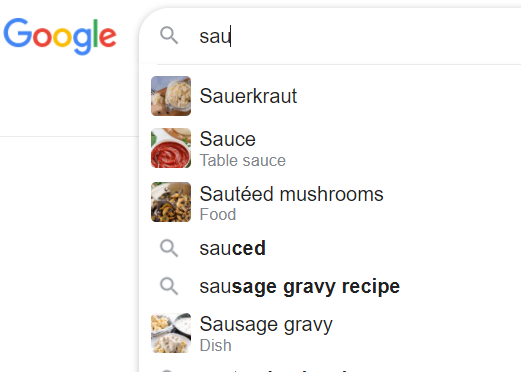 Google
sau
Sauerkraut
Sauce
Table sauce
Sautéed mushrooms
Food
sauced
sausage gravy recipe
Sausage gravy
Dish